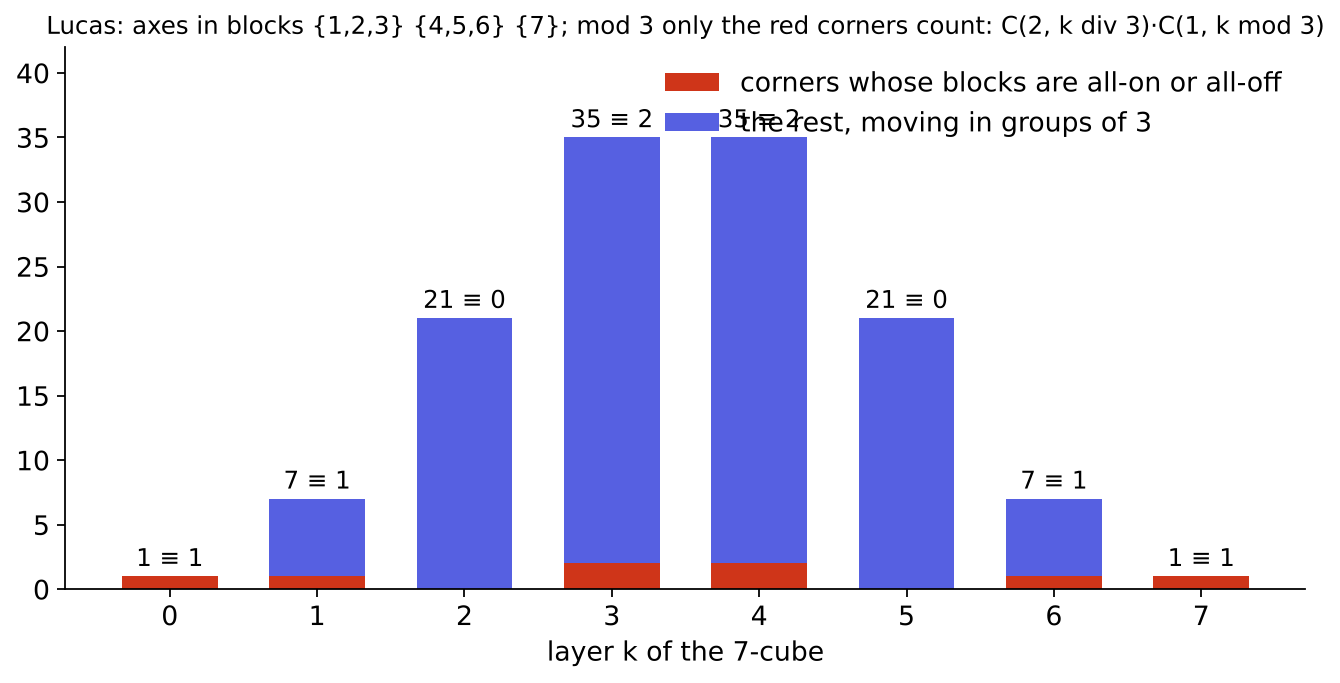 Lucas: axes in blocks {1,2,3} {4,5,6} {7}; mod 3 only the red corners count: C(2, k div 3)·C(1, k mod 3)
corners whose blocks are all-on or all-off
the rest, moving in groups of 3
40
35
30
25
20
15
10
5
0
1 ≡ 1
7 ≡ 1
21 ≡ 0
35 ≡ 2
35 ≡ 2
21 ≡ 0
7 ≡ 1
1 ≡ 1
0 1 2 3 4 5 6 7
layer k of the 7-cube